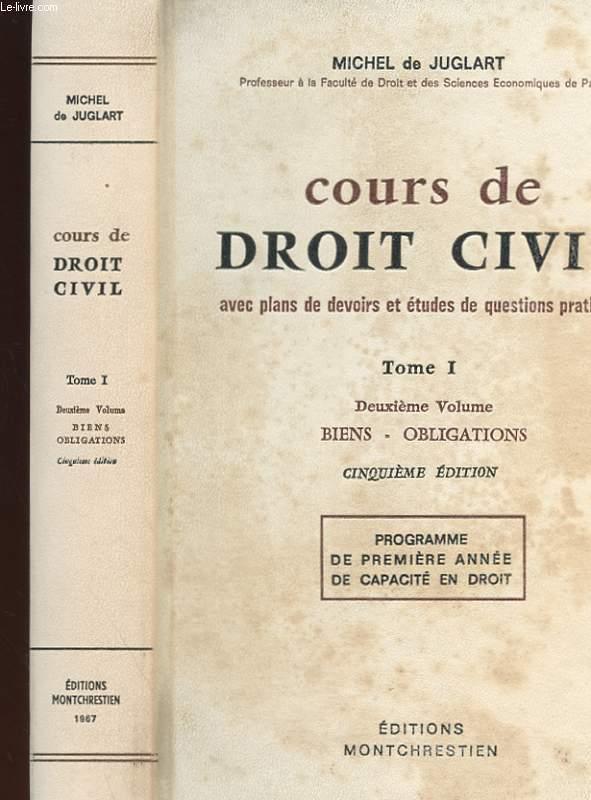 Le-livre.com
MICHEL
de JUGLART
cours de
DROIT
CIVIL
Tome I
Deuxième Volume
BIENS
OBLIGATIONS
Cinquième édition
ÉDITIONS
MONTCHRESTIEN
1967
MICHEL de JUGLART
Professeur à la Faculté de Droit et des Sciences Economiques de Pa
cours de
DROIT CIVI
avec plans de devoirs et études de questions prati
Tome I
Deuxième Volume
BIENS - OBLIGATIONS
CINQUIÈME ÉDITION
PROGRAMME
DE PREMIÈRE ANNÉE
DE CAPACITÉ EN DROIT
ÉDITIONS
MONTCHRESTIEN